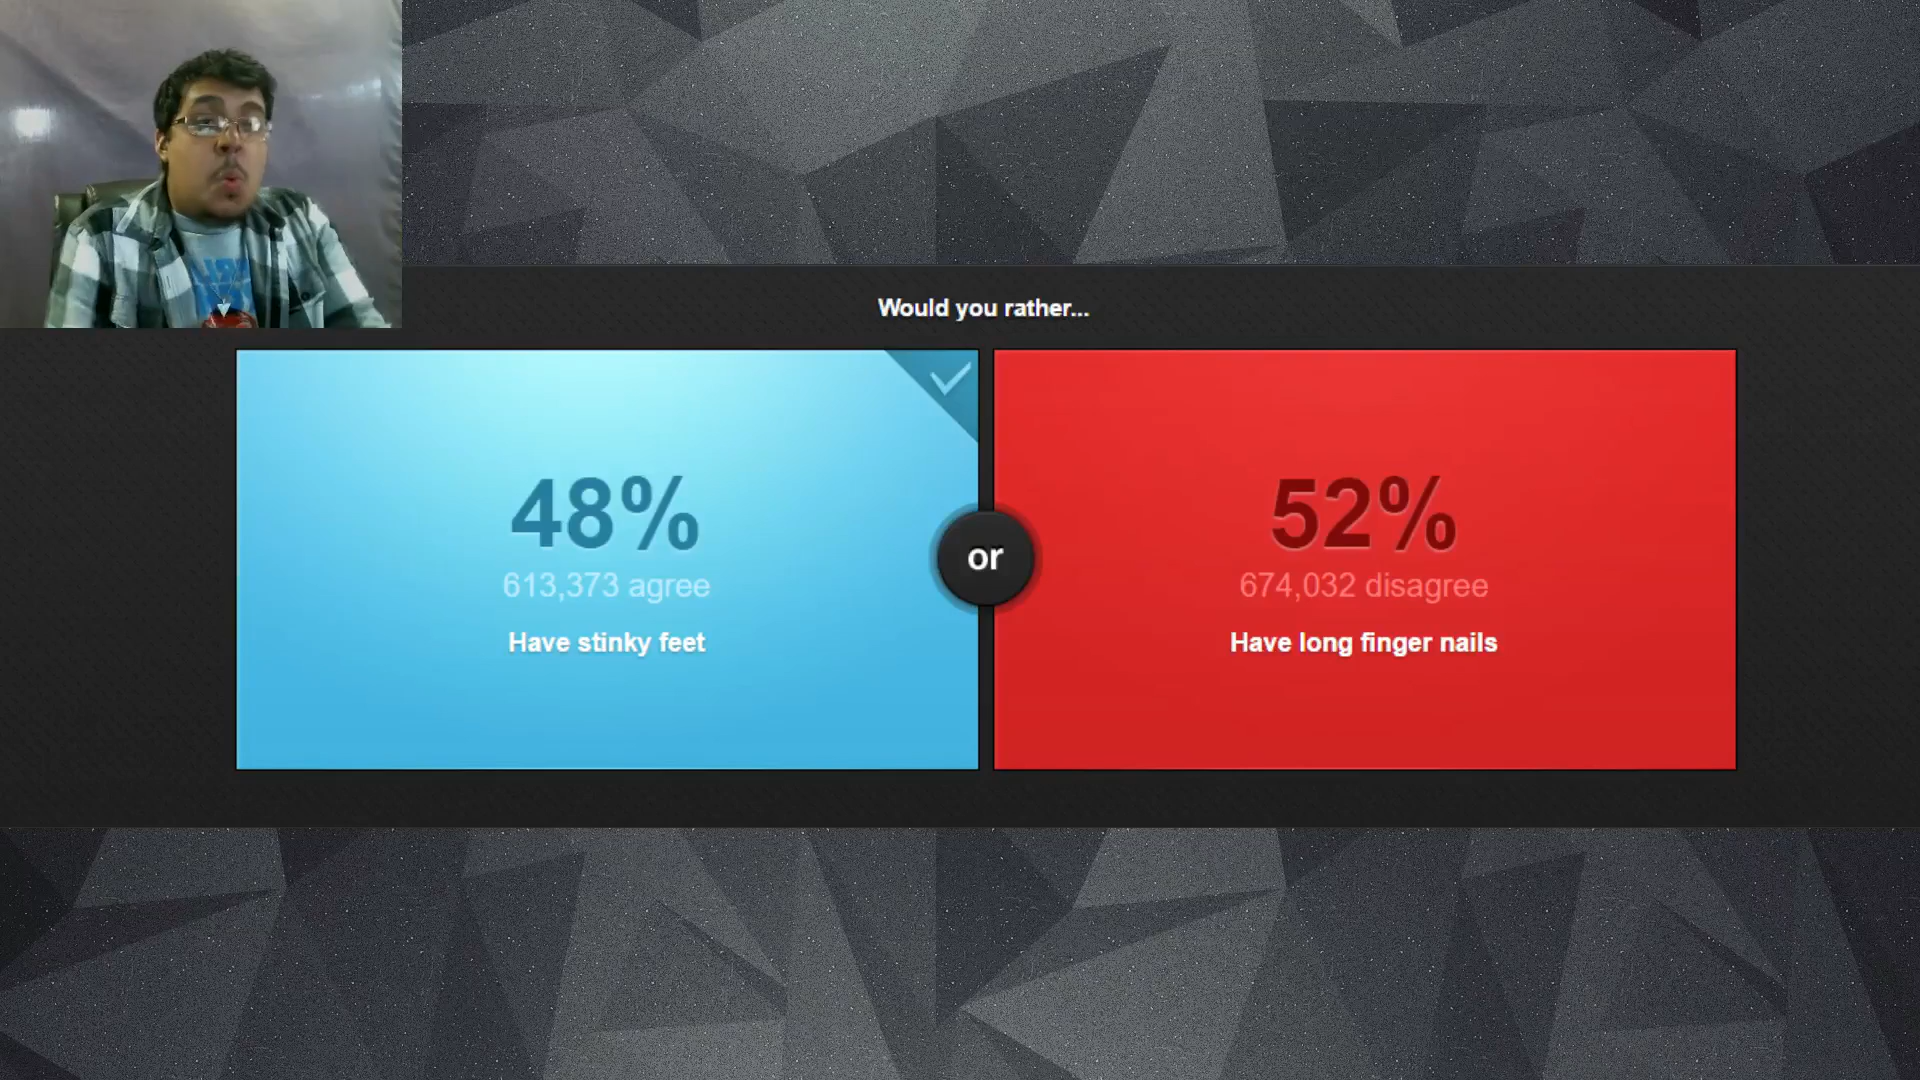 Would you rather...
48%
613,373 agree
Have stinky feet
or
52%
674,032 disagree
Have long finger nails